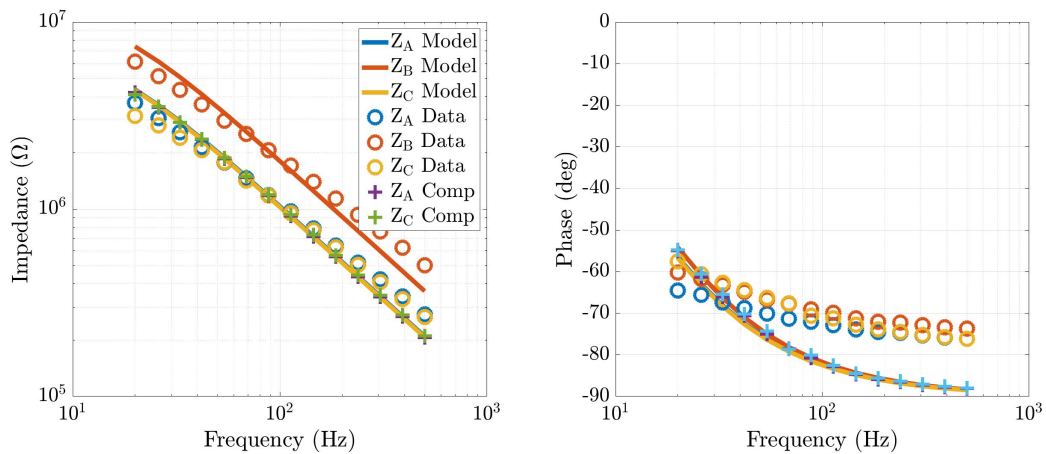 10^7
10^6
10^5
Impedance (Ω)
Z_A Model
Z_B Model
Z_C Model
Z_A Data
Z_B Data
Z_C Data
Z_A Comp
Z_C Comp
10^1 10^2 10^3
Frequency (Hz)
0
-10
-20
-30
-40
-50
-60
-70
-80
-90
Phase (deg)
10^1 10^2 10^3
Frequency (Hz)